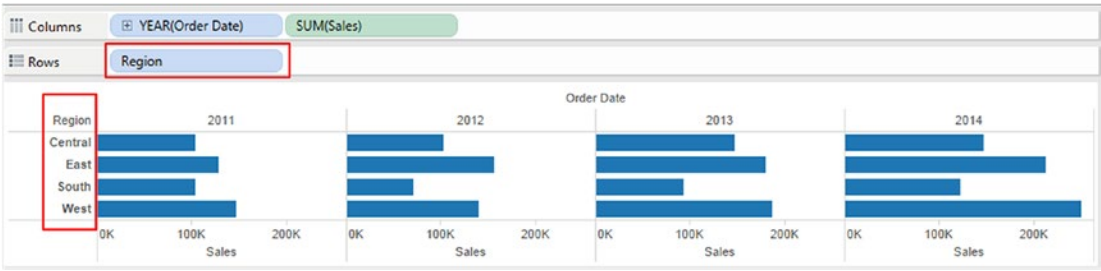 Columns YEAR(Order Date) SUM(Sales)
Rows Region
Order Date
Region 2011 2012 2013 2014
Central
East
South
West
0K 100K 200K 0K 100K 200K 0K 100K 200K 0K 100K 200K
Sales Sales Sales Sales